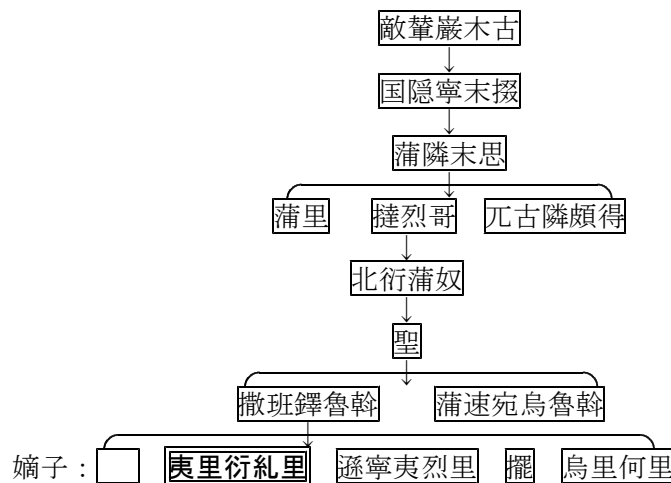 敵輦巌木古
国隠寧末掇
蒲隣末思
蒲里 撻烈哥 兀古隣頗得
北衍蒲奴
聖
撒班鐸魯斡 蒲速宛烏魯斡
嫡子： 夷里衍糺里 遜寧夷烈里 擺 烏里何里